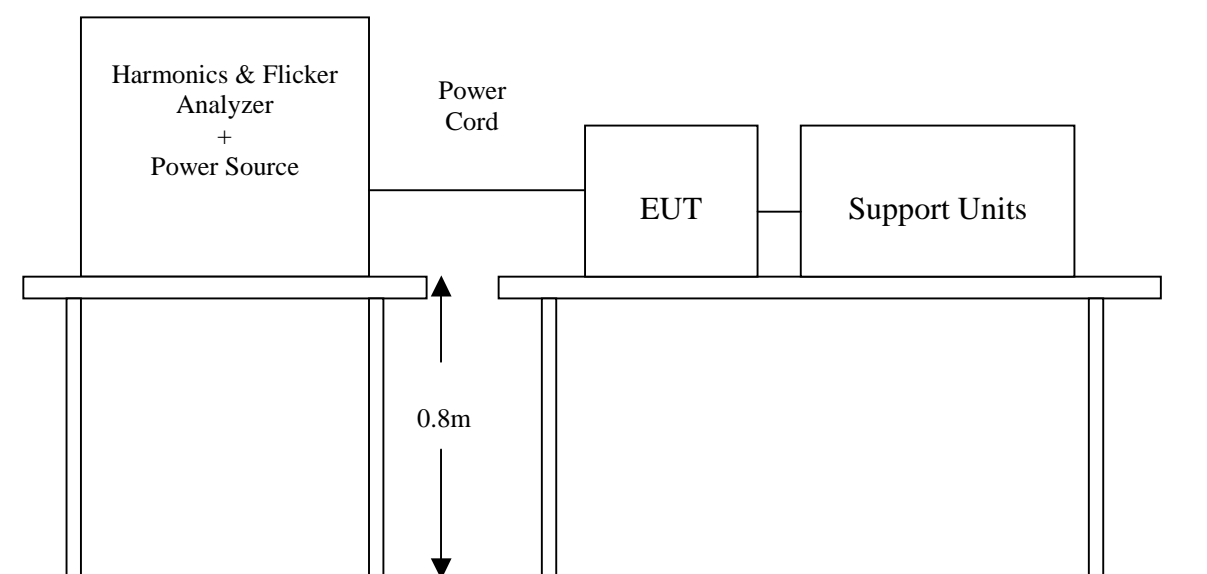 Harmonics & Flicker
Analyzer
+
Power Source
Power
Cord
EUT
Support Units
0.8m